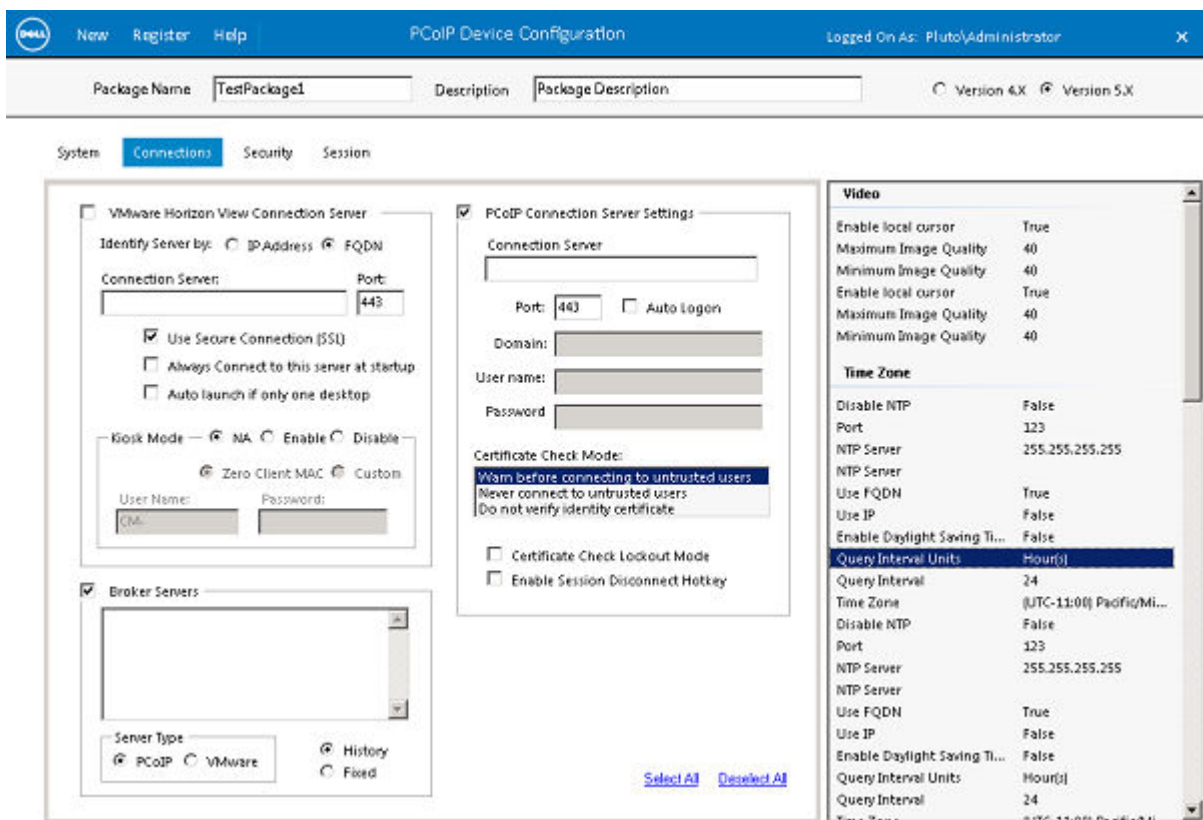 DELL New Register Help PCoIP Device Configuration Logged On As: Pluto\Administrator ×
Package Name TestPackage1 Description Package Description Version 4.X Version 5.X
System Connections Security Session
VMware Horizon View Connection Server
Identify Server by: IP Address FQDN
Connection Server: Port:
443
Use Secure Connection (SSL)
Always Connect to this server at startup
Auto launch if only one desktop
Kiosk Mode NA Enable Disable
Zero Client MAC Custom
User Name: Password:
CM-
Broker Servers
Server Type
PCoIP VMware
History
Fixed
PCoIP Connection Server Settings
Connection Server
Port: 443 Auto Logon
Domain:
User name:
Password
Certificate Check Mode:
Warn before connecting to untrusted users
Never connect to untrusted users
Do not verify identity certificate
Certificate Check Lockout Mode
Enable Session Disconnect Hotkey
Select All Deselect All
Video
Enable local cursor True
Maximum Image Quality 40
Minimum Image Quality 40
Enable local cursor True
Maximum Image Quality 40
Minimum Image Quality 40
Time Zone
Disable NTP False
Port 123
NTP Server 255.255.255.255
NTP Server
Use FQDN True
Use IP False
Enable Daylight Saving Ti... False
Query Interval Units Hour(s)
Query Interval 24
Time Zone (UTC-11:00) Pacific/Mi...
Disable NTP False
Port 123
NTP Server 255.255.255.255
NTP Server
Use FQDN True
Use IP False
Enable Daylight Saving Ti... False
Query Interval Units Hour(s)
Query Interval 24